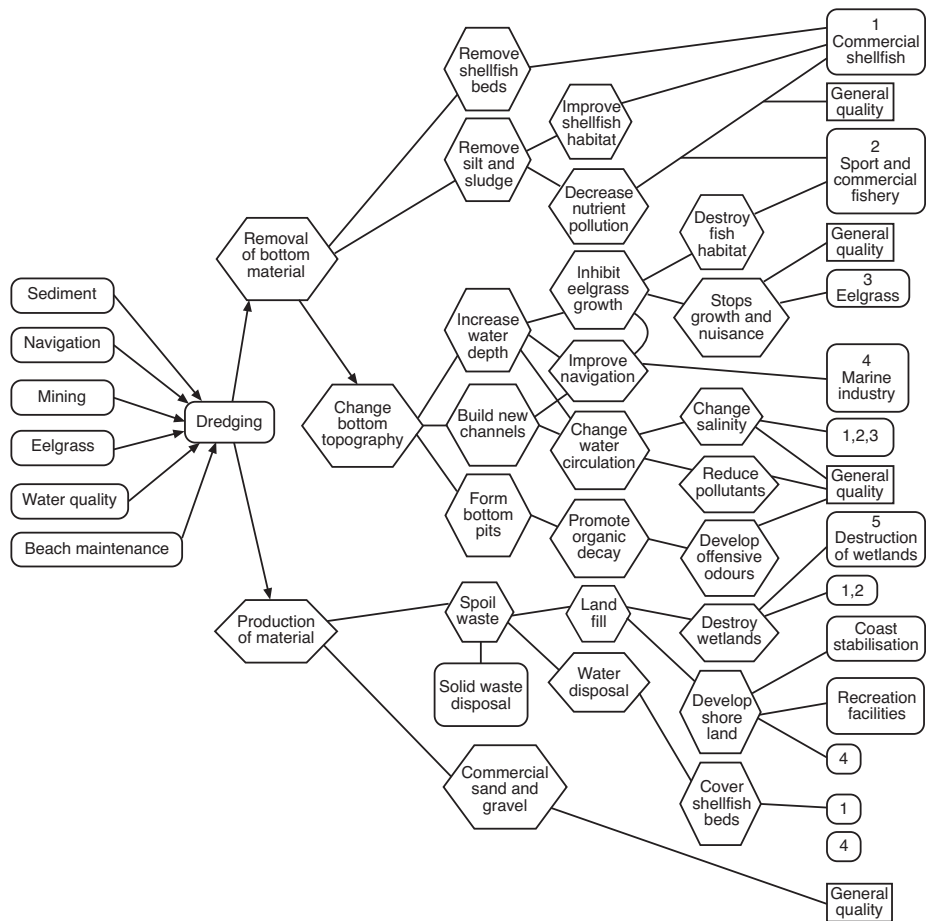 Sediment
Navigation
Mining
Eelgrass
Water quality
Beach maintenance
Dredging
Removal
of bottom
material
Change
bottom
topography
Production
of material
Remove
shellfish
beds
Remove
silt and
sludge
Increase
water
depth
Build new
channels
Form
bottom
pits
Spoil
waste
Solid waste
disposal
Commercial
sand and
gravel
Improve
shellfish
habitat
Decrease
nutrient
pollution
Inhibit
eelgrass
growth
Improve
navigation
Change
water
circulation
Promote
organic
decay
Land
fill
Water
disposal
Destroy
fish
habitat
Stops
growth and
nuisance
Change
salinity
Reduce
pollutants
Develop
offensive
odours
Destroy
wetlands
Develop
shore
land
Cover
shellfish
beds
1
Commercial
shellfish
General
quality
2
Sport and
commercial
fishery
General
quality
3
Eelgrass
4
Marine
industry
1,2,3
General
quality
5
Destruction
of wetlands
1,2
Coast
stabilisation
Recreation
facilities
4
1
4
General
quality